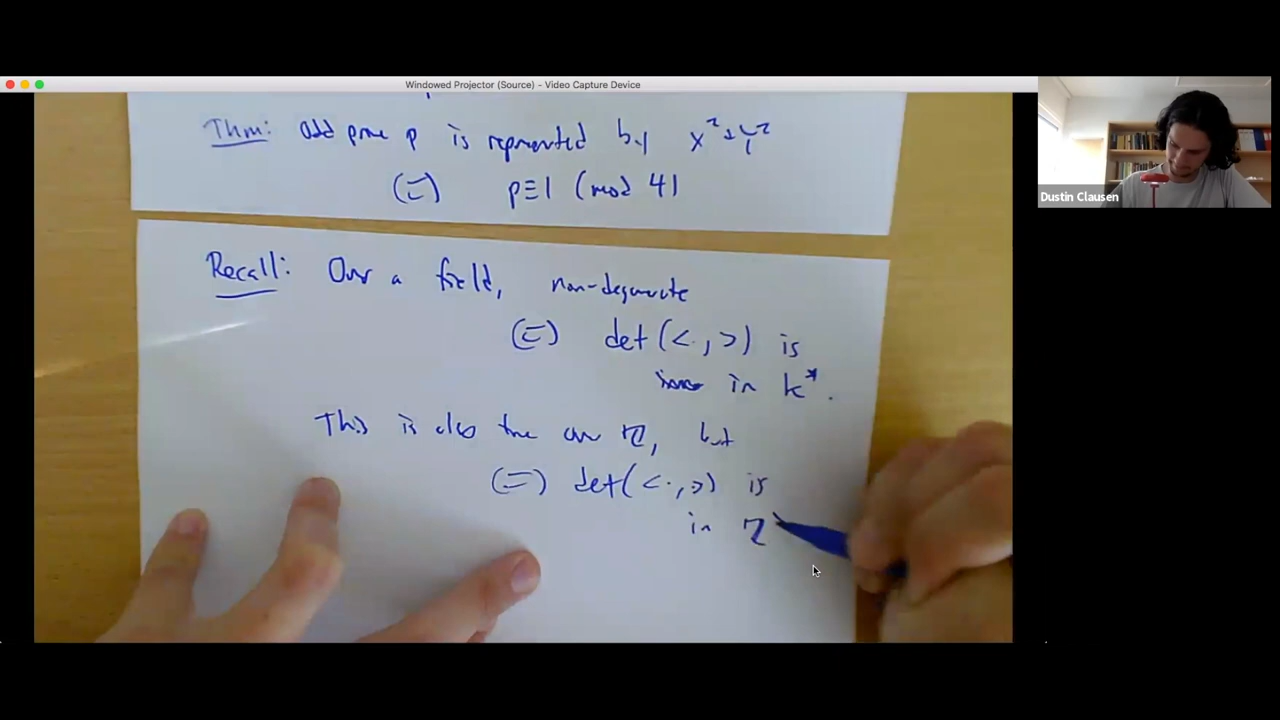 Windowed Projector (Source) - Video Capture Device
Thm: Odd prime p is represented by x²+y²
(=) p≡1 (mod 4)
Dustin Clausen
Recall: Over a field, non-degenerate
(=) det(<·,>) is
in k*.
This is also true over ℤ, but
(=) det(<·,>) is
in ℤ